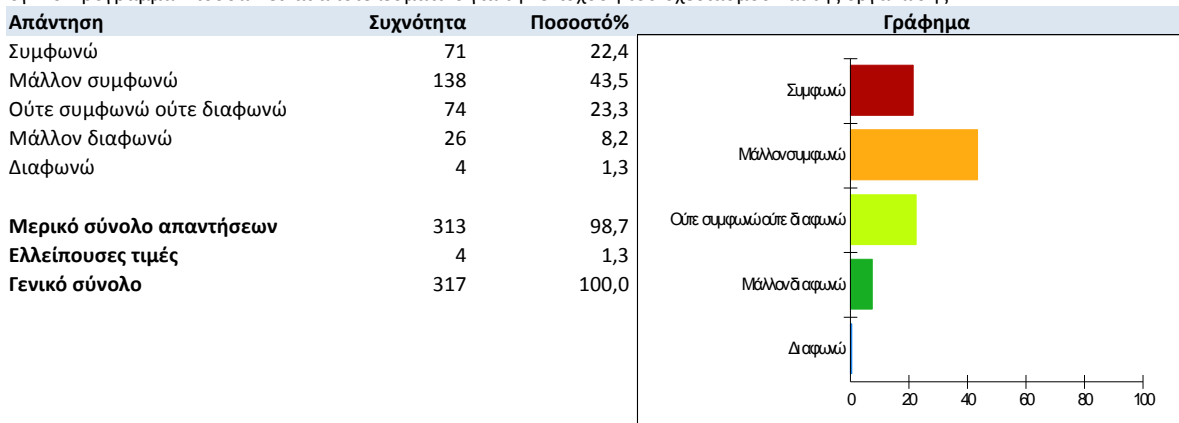 Απάντηση Συχνότητα Ποσοστό% Γράφημα
Συμφωνώ 71 22,4
Μάλλον συμφωνώ 138 43,5
Ούτε συμφωνώ ούτε διαφωνώ 74 23,3
Μάλλον διαφωνώ 26 8,2
Διαφωνώ 4 1,3
Μερικό σύνολο απαντήσεων 313 98,7
Ελλείπουσες τιμές 4 1,3
Γενικό σύνολο 317 100,0
Συμφωνώ
Μάλλον συμφωνώ
Ούτε συμφωνώ ούτε διαφωνώ
Μάλλον διαφωνώ
Διαφωνώ
0 20 40 60 80 100